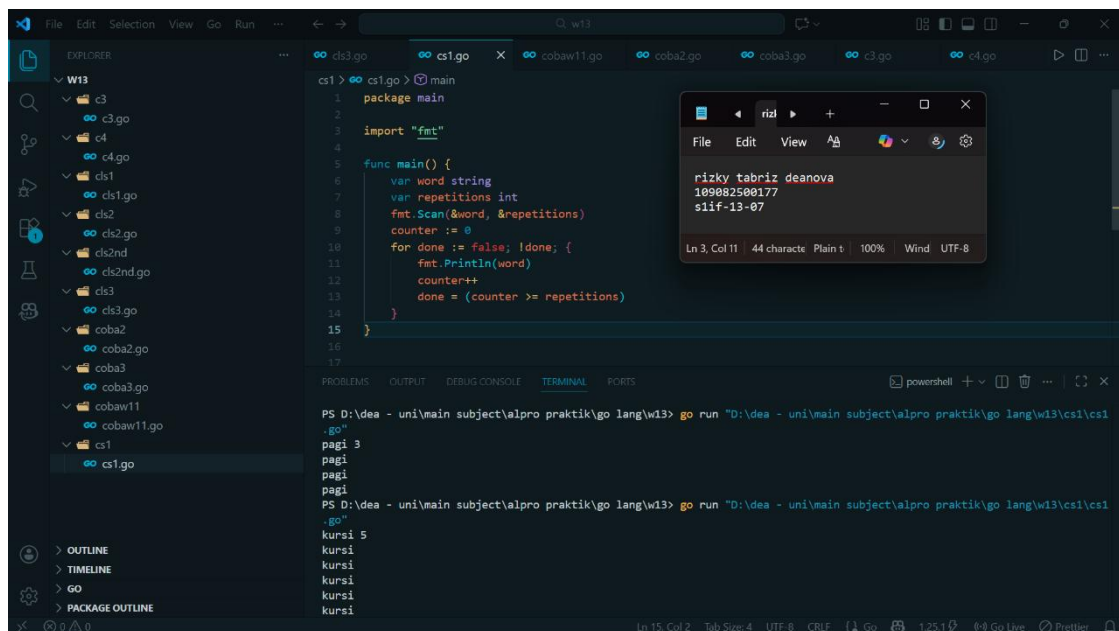 File Edit Selection View Go Run ... w13
EXPLORER ...
W13
c3
c3.go
c4
c4.go
cls1
cls1.go
cls2
cls2.go
cls2nd
cls2nd.go
cls3
cls3.go
coba2
coba2.go
coba3
coba3.go
cobaw11
cobaw11.go
cs1
cs1.go
OUTLINE
TIMELINE
GO
PACKAGE OUTLINE
cls3.go cs1.go cobaw11.go coba2.go coba3.go c3.go c4.go
cs1 > cs1.go > main
1 package main
2
3 import "fmt"
4
5 func main() {
6 var word string
7 var repetitions int
8 fmt.Scan(&word, &repetitions)
9 counter := 0
10 for done := false; !done; {
11 fmt.Println(word)
12 counter++
13 done = (counter >= repetitions)
14 }
15 }
16
17
rizl
File Edit View
rizky tabriz deanova
109082500177
s1if-13-07
Ln 3, Col 11 44 characte Plain t 100% Wind UTF-8
PROBLEMS OUTPUT DEBUG CONSOLE TERMINAL PORTS powershell
PS D:\dea - uni\main subject\alpro praktik\go lang\w13> go run "D:\dea - uni\main subject\alpro praktik\go lang\w13\cs1\cs1
.go"
pagi 3
pagi
pagi
pagi
PS D:\dea - uni\main subject\alpro praktik\go lang\w13> go run "D:\dea - uni\main subject\alpro praktik\go lang\w13\cs1\cs1
.go"
kursi 5
kursi
kursi
kursi
kursi
kursi
0 0 Ln 15, Col 2 Tab Size: 4 UTF-8 CRLF Go 1.25.1 Go Live Prettier